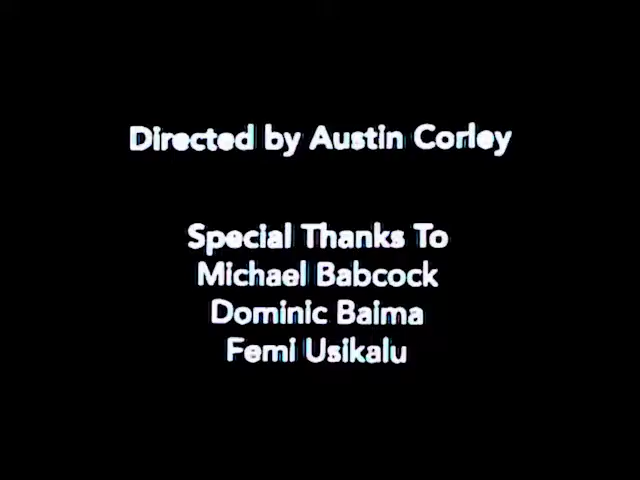 Directed by Austin Corley
Special Thanks To
Michael Babcock
Dominic Baima
Femi Usikalu